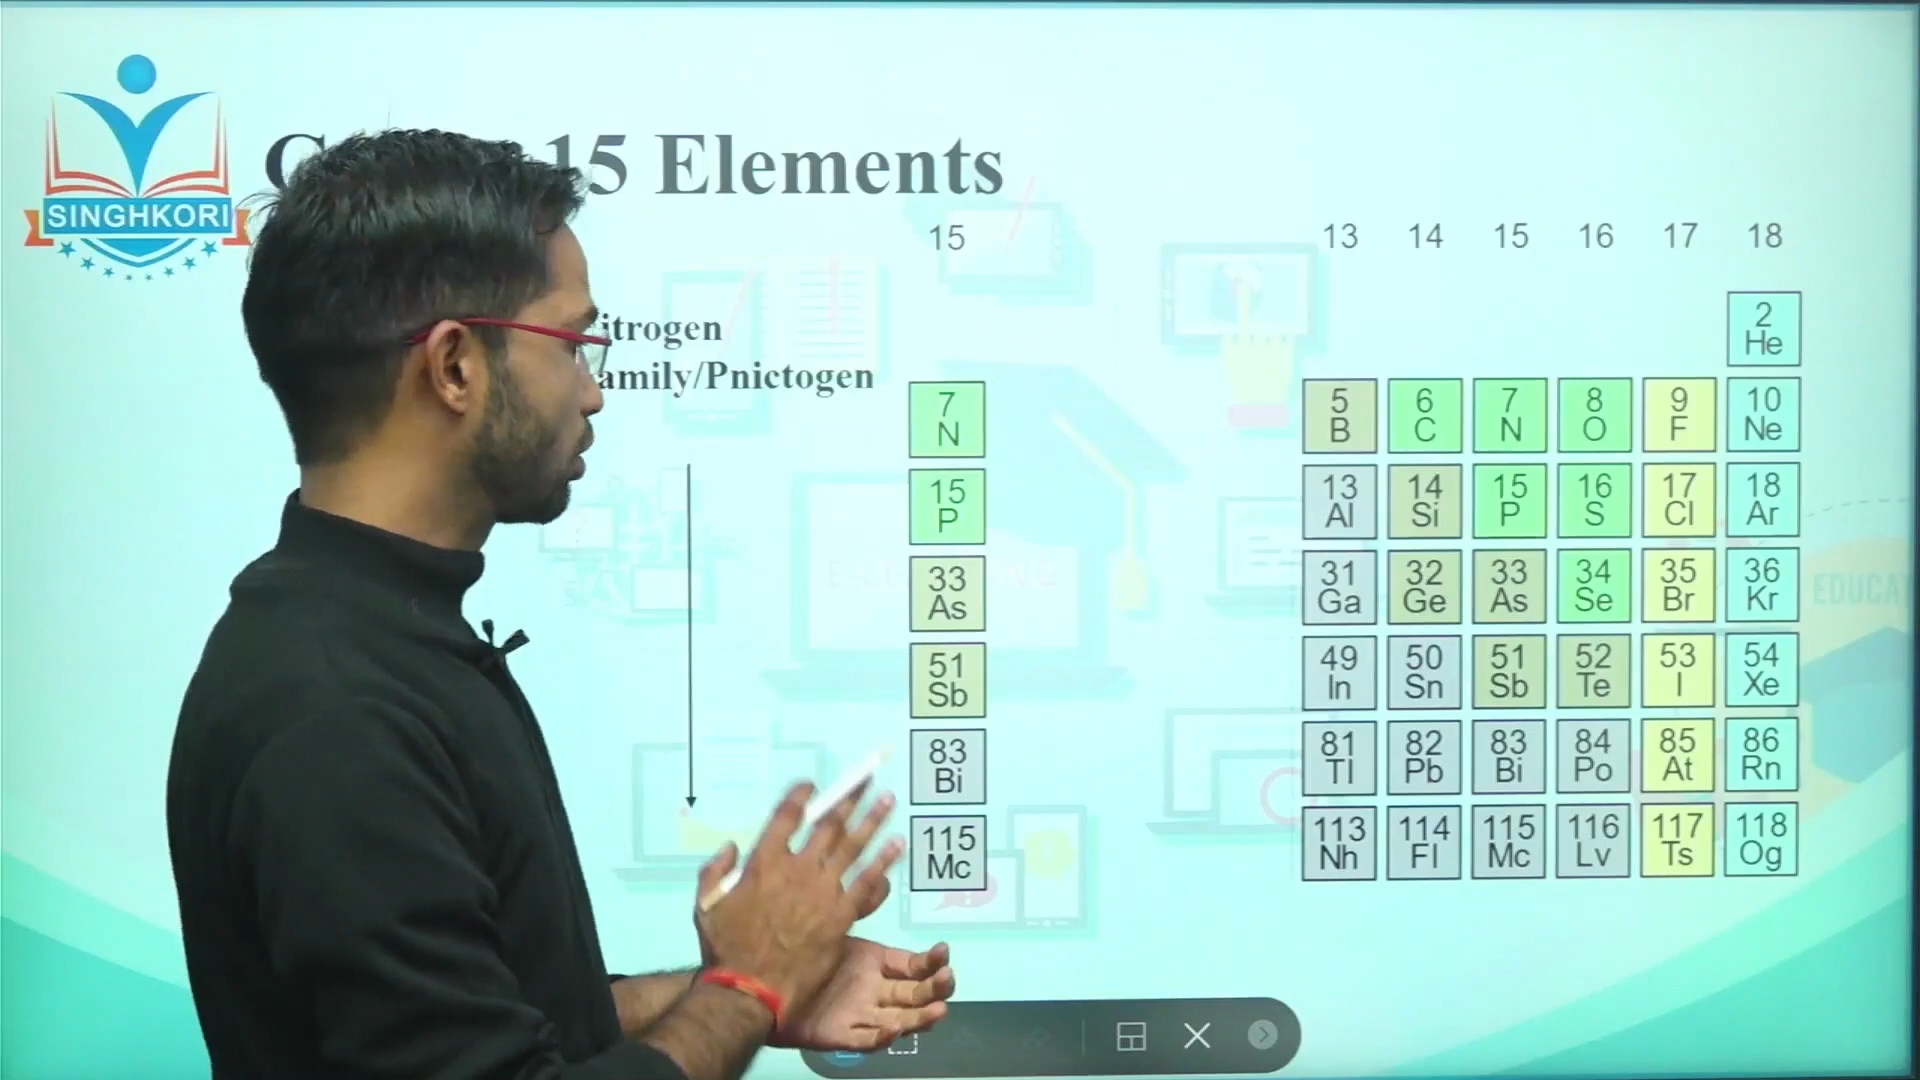 SINGHKORI
15 Elements
15
itrogen
amily/Pnictogen
7
N
15
P
33
As
51
Sb
83
Bi
115
Mc
13 14 15 16 17 18
2
He
5 6 7 8 9 10
B C N O F Ne
13 14 15 16 17 18
Al Si P S Cl Ar
31 32 33 34 35 36
Ga Ge As Se Br Kr
49 50 51 52 53 54
In Sn Sb Te I Xe
81 82 83 84 85 86
Tl Pb Bi Po At Rn
113 114 115 116 117 118
Nh Fl Mc Lv Ts Og